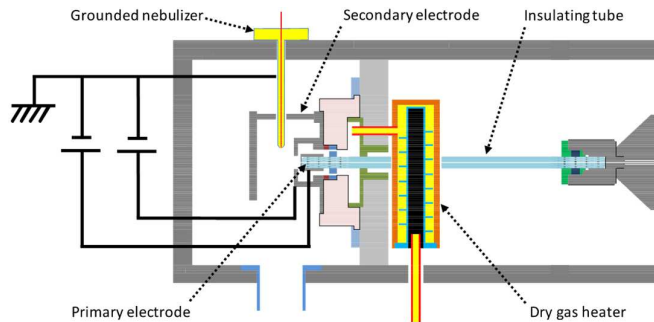 Grounded nebulizer
Secondary electrode
Insulating tube
Primary electrode
Dry gas heater